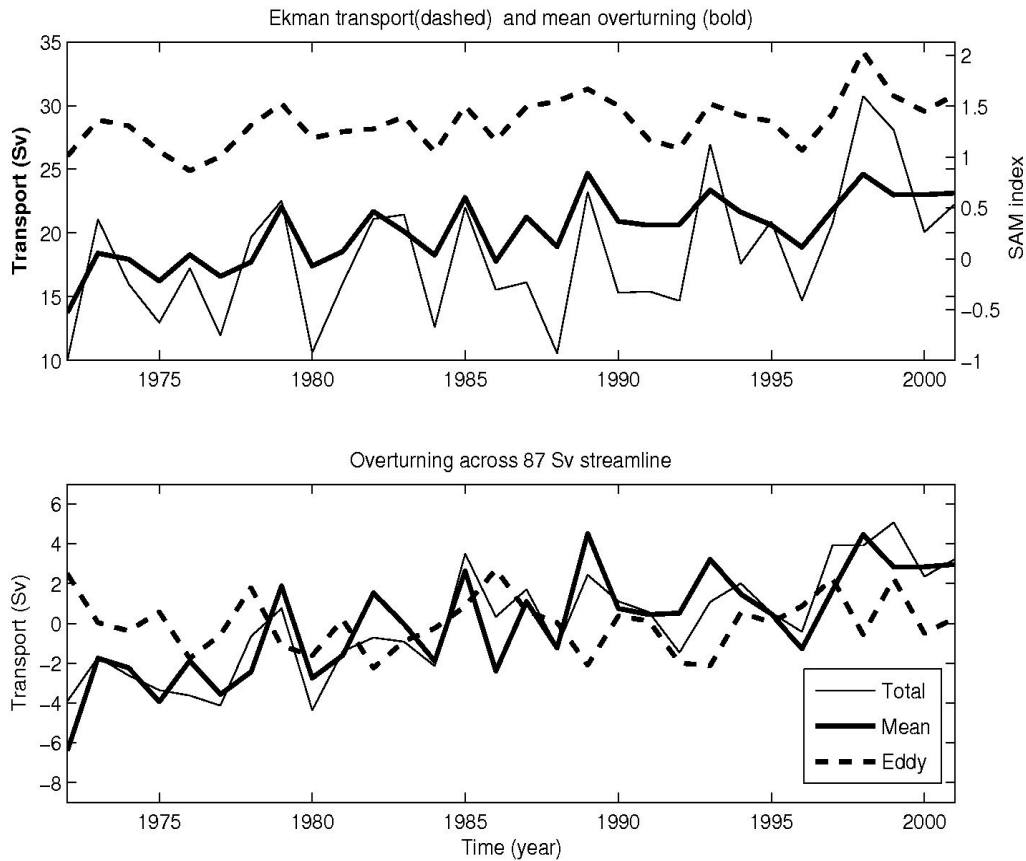 Ekman transport(dashed) and mean overturning (bold)
35
30
25
20
15
10
Transport (Sv)
2
1.5
1
0.5
0
−0.5
−1
SAM index
1975 1980 1985 1990 1995 2000
Overturning across 87 Sv streamline
6
4
2
0
−2
−4
−6
−8
Transport (Sv)
Total
Mean
Eddy
1975 1980 1985 1990 1995 2000
Time (year)